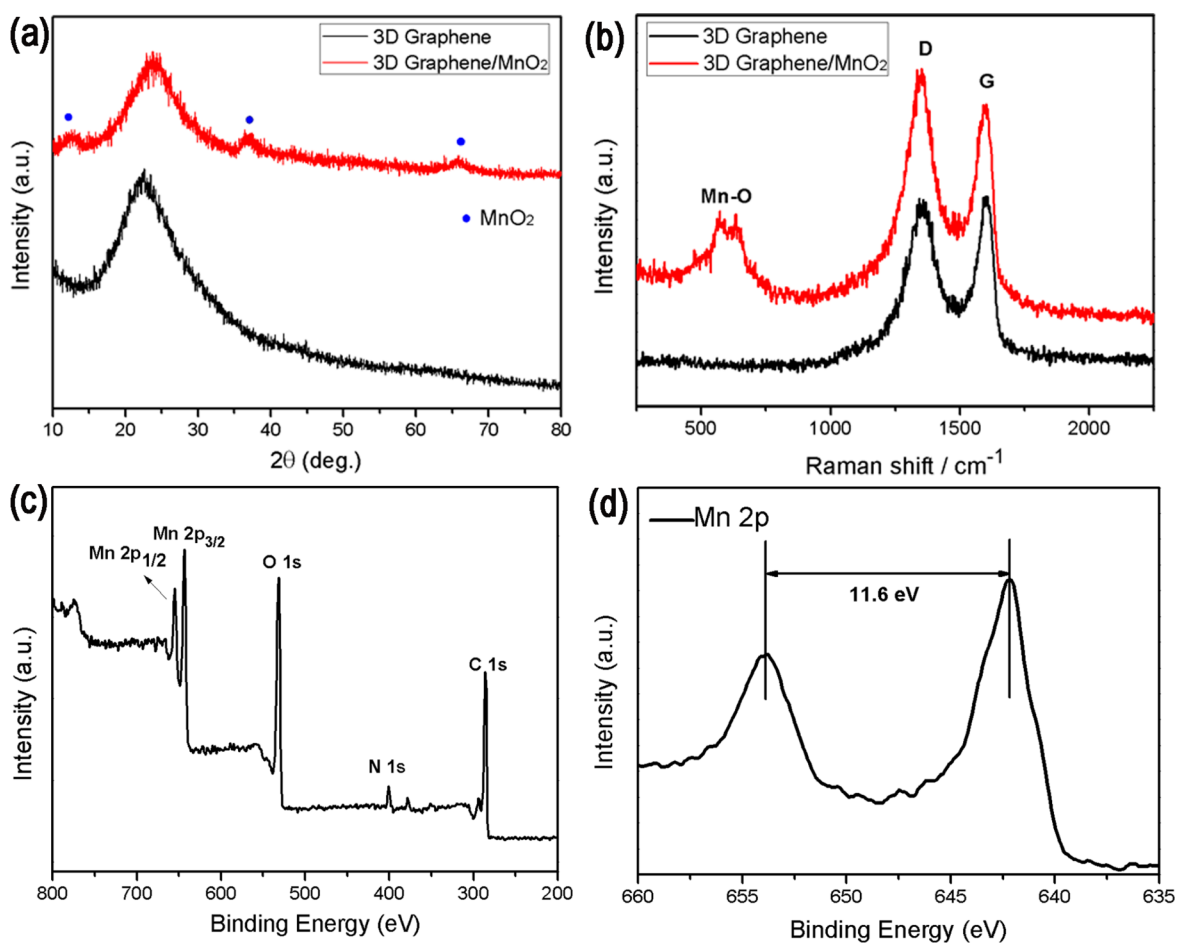 (a)
3D Graphene
3D Graphene/MnO₂
MnO₂
Intensity (a.u.)
10 20 30 40 50 60 70 80
2θ (deg.)
(b)
3D Graphene
3D Graphene/MnO₂
D
G
Mn-O
Intensity (a.u.)
500 1000 1500 2000
Raman shift / cm⁻¹
(c)
Mn 2p₁/₂
Mn 2p₃/₂
O 1s
N 1s
C 1s
Intensity (a.u.)
800 700 600 500 400 300 200
Binding Energy (eV)
(d)
Mn 2p
11.6 eV
Intensity (a.u.)
660 655 650 645 640 635
Binding Energy (eV)